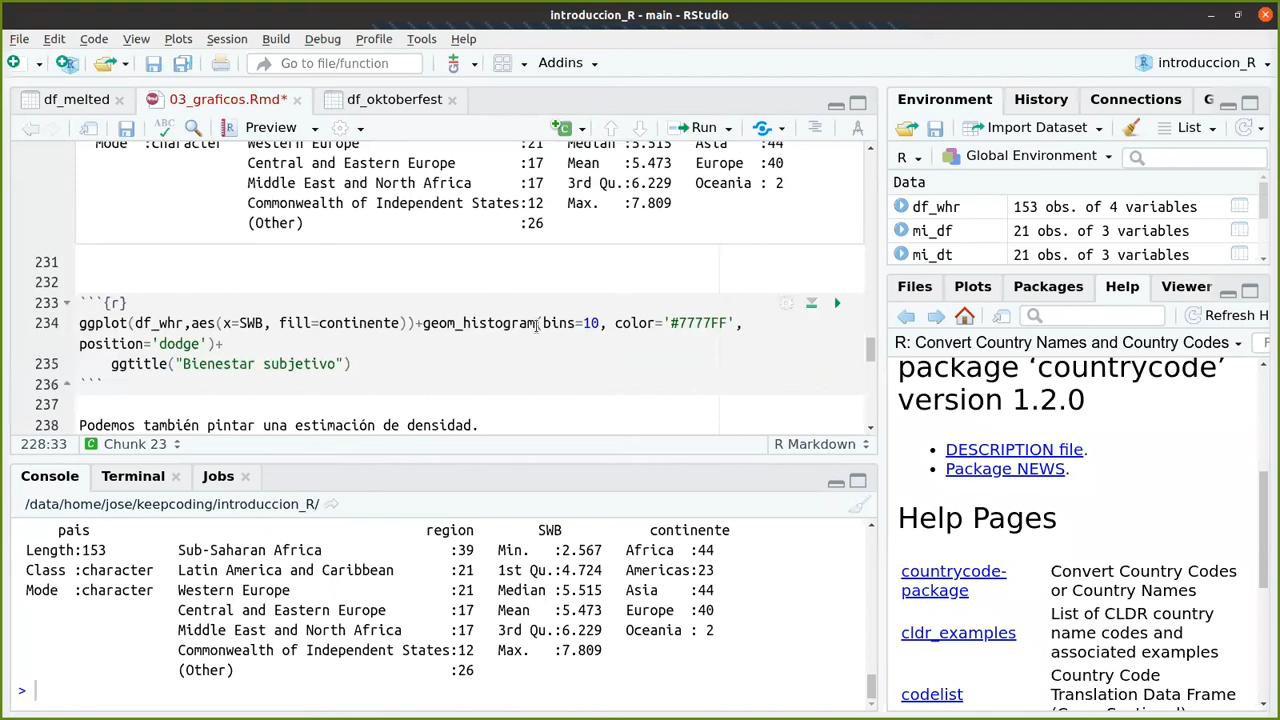 introduccion_R - main - RStudio
File Edit Code View Plots Session Build Debug Profile Tools Help
Go to file/function Addins introduccion_R
df_melted 03_graficos.Rmd* df_oktoberfest
ABC Preview Run
Mode :character Western Europe :21 Median :5.515 Asia :44
Central and Eastern Europe :17 Mean :5.473 Europe :40
Middle East and North Africa :17 3rd Qu.:6.229 Oceania : 2
Commonwealth of Independent States:12 Max. :7.809
(Other) :26
231
232
233 ```{r}
234 ggplot(df_whr,aes(x=SWB, fill=continente))+geom_histogram(bins=10, color='#7777FF',
position='dodge')+
235 ggtitle("Bienestar subjetivo")
236 ```
237
238 Podemos también pintar una estimación de densidad.
228:33 Chunk 23 R Markdown
Console Terminal Jobs
/data/home/jose/keepcoding/introduccion_R/
pais region SWB continente
Length:153 Sub-Saharan Africa :39 Min. :2.567 Africa :44
Class :character Latin America and Caribbean :21 1st Qu.:4.724 Americas:23
Mode :character Western Europe :21 Median :5.515 Asia :44
Central and Eastern Europe :17 Mean :5.473 Europe :40
Middle East and North Africa :17 3rd Qu.:6.229 Oceania : 2
Commonwealth of Independent States:12 Max. :7.809
(Other) :26
>
Environment History Connections G
Import Dataset List
R Global Environment
Data
df_whr 153 obs. of 4 variables
mi_df 21 obs. of 3 variables
mi_dt 21 obs. of 3 variables
Files Plots Packages Help Viewer
Refresh H
R: Convert Country Names and Country Codes F
package ‘countrycode’
version 1.2.0
• DESCRIPTION file.
• Package NEWS.
Help Pages
countrycode-package Convert Country Codes
or Country Names
cldr_examples List of CLDR country
name codes and
associated examples
codelist Country Code
Translation Data Frame